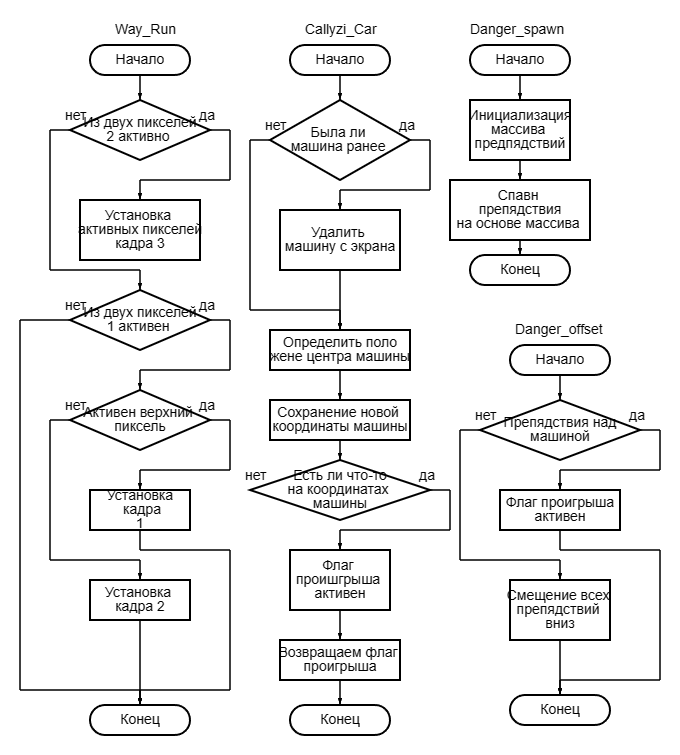 Way_Run
Начало
нет
да
Из двух пикселей
2 активно
Установка
активных пикселей
кадра 3
нет
да
Из двух пикселей
1 активен
нет
да
Активен верхний
пиксель
Установка
кадра
1
Установка
кадра 2
Конец
Callyzi_Car
Начало
нет
да
Была ли
машина ранее
Удалить
машину с экрана
Определить поло
жене центра машины
Сохранение новой
координаты машины
нет
да
Есть ли что-то
на координатах
машины
Флаг
проишгрыша
активен
Возвращаем флаг
проигрыша
Конец
Danger_spawn
Начало
Инициализация
массива
предпядствий
Спавн
препядствия
на основе массива
Конец
Danger_offset
Начало
нет
да
Препядствия над
машиной
Флаг проигрыша
активен
Смещение всех
препядствий
вниз
Конец